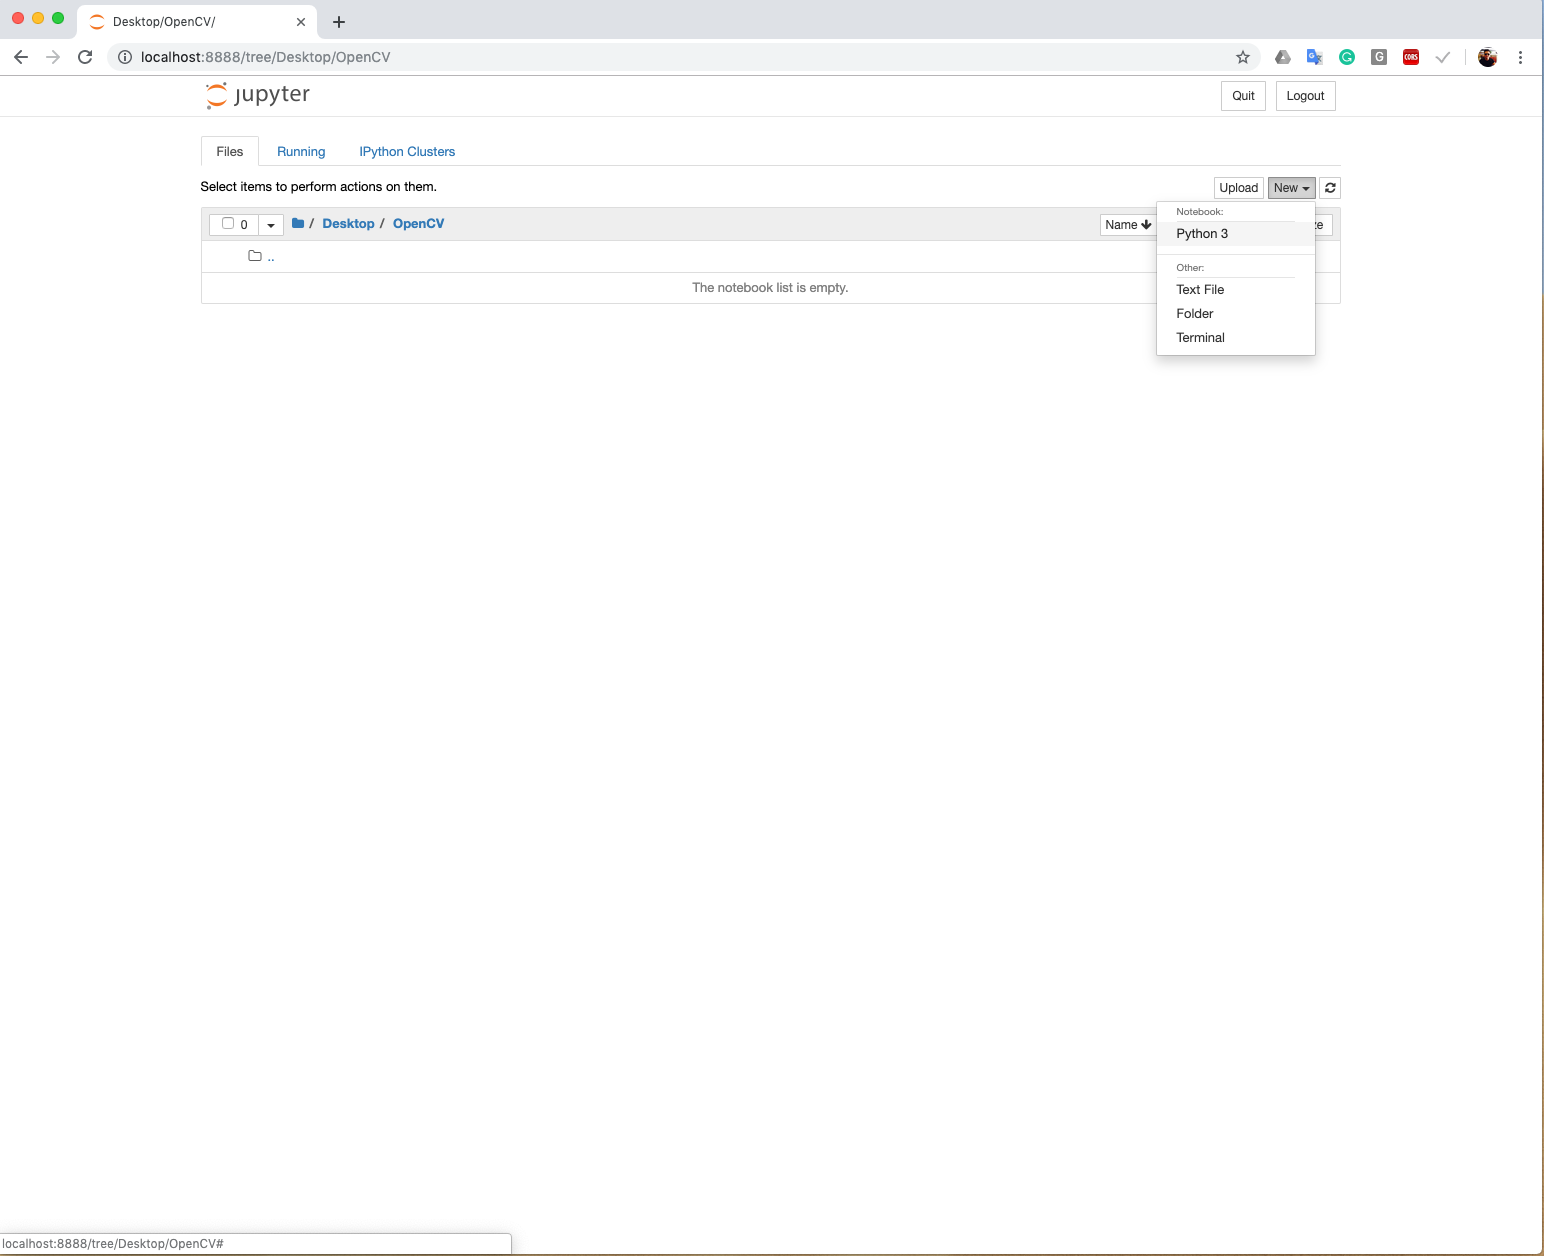 Desktop/OpenCV/
localhost:8888/tree/Desktop/OpenCV
G
G
G
CORS
jupyter
Quit
Logout
Files
Running
IPython Clusters
Select items to perform actions on them.
Upload
New
0
/ Desktop / OpenCV
Name
Notebook:
Python 3
..
Other:
The notebook list is empty.
Text File
Folder
Terminal
localhost:8888/tree/Desktop/OpenCV#